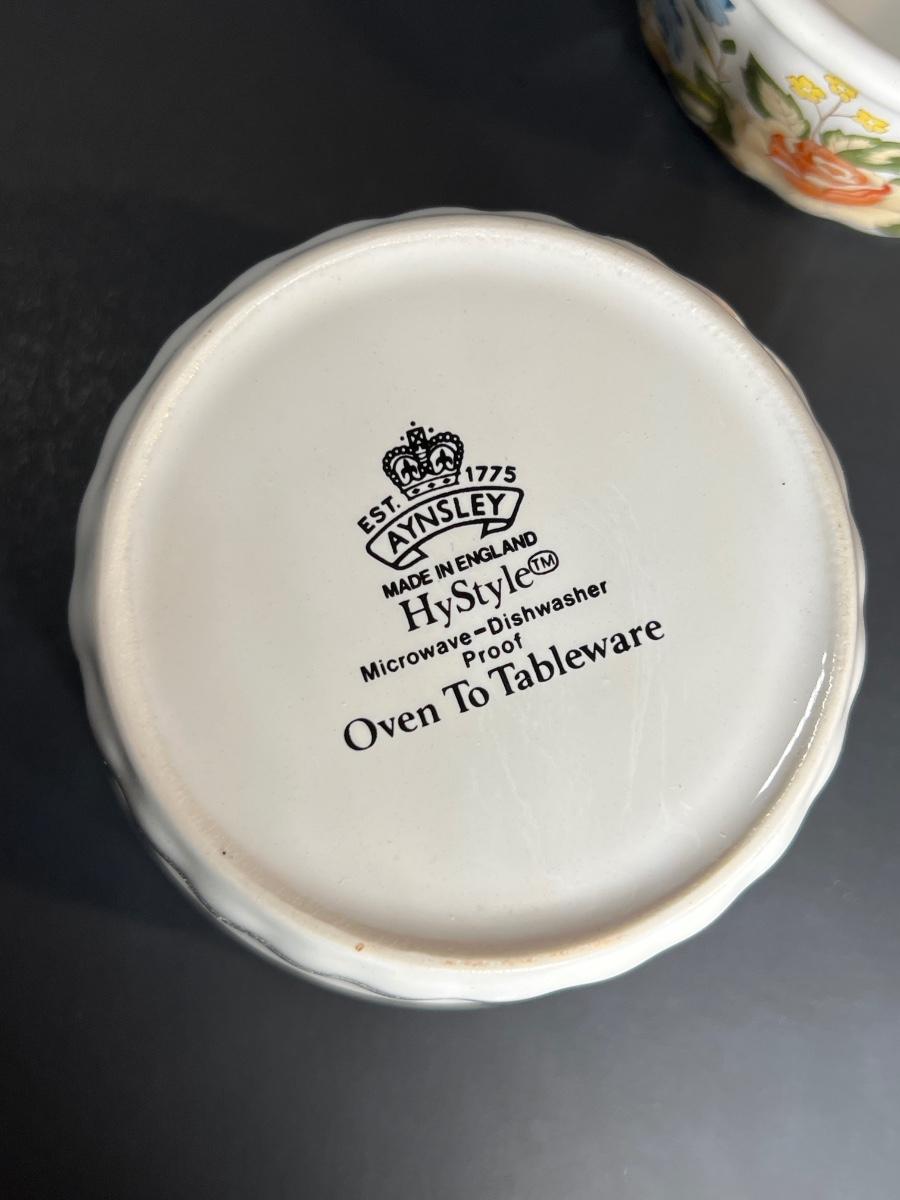 EST. 1775
AYNSLEY
MADE IN ENGLAND
HyStyle™
Microwave-Dishwasher
Proof
Oven To Tableware